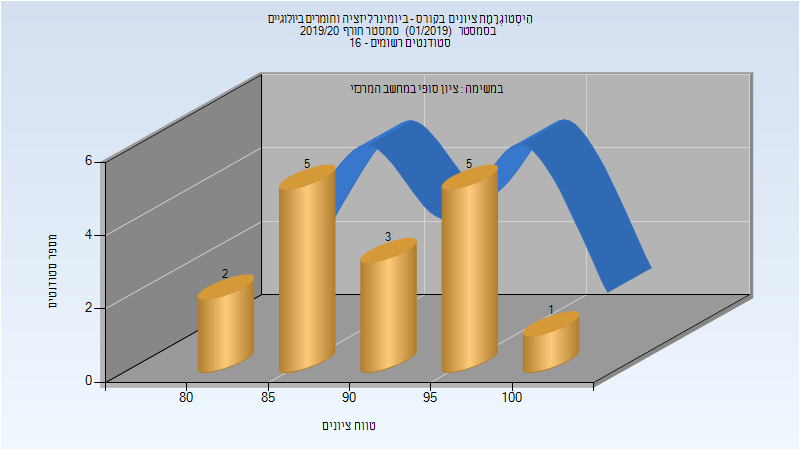 היסטוגרמת ציונים בקורס - ביומינרליזציה וחומרים ביולוגיים
בסמסטר (01/2019) סמסטר חורף 2019/20
סטודנטים רשומים - 16
במשימה : ציון סופי במחשב המרכזי
מספר סטודנטים
6
4
2
0
2
5
3
5
1
80
85
90
95
100
טווח ציונים